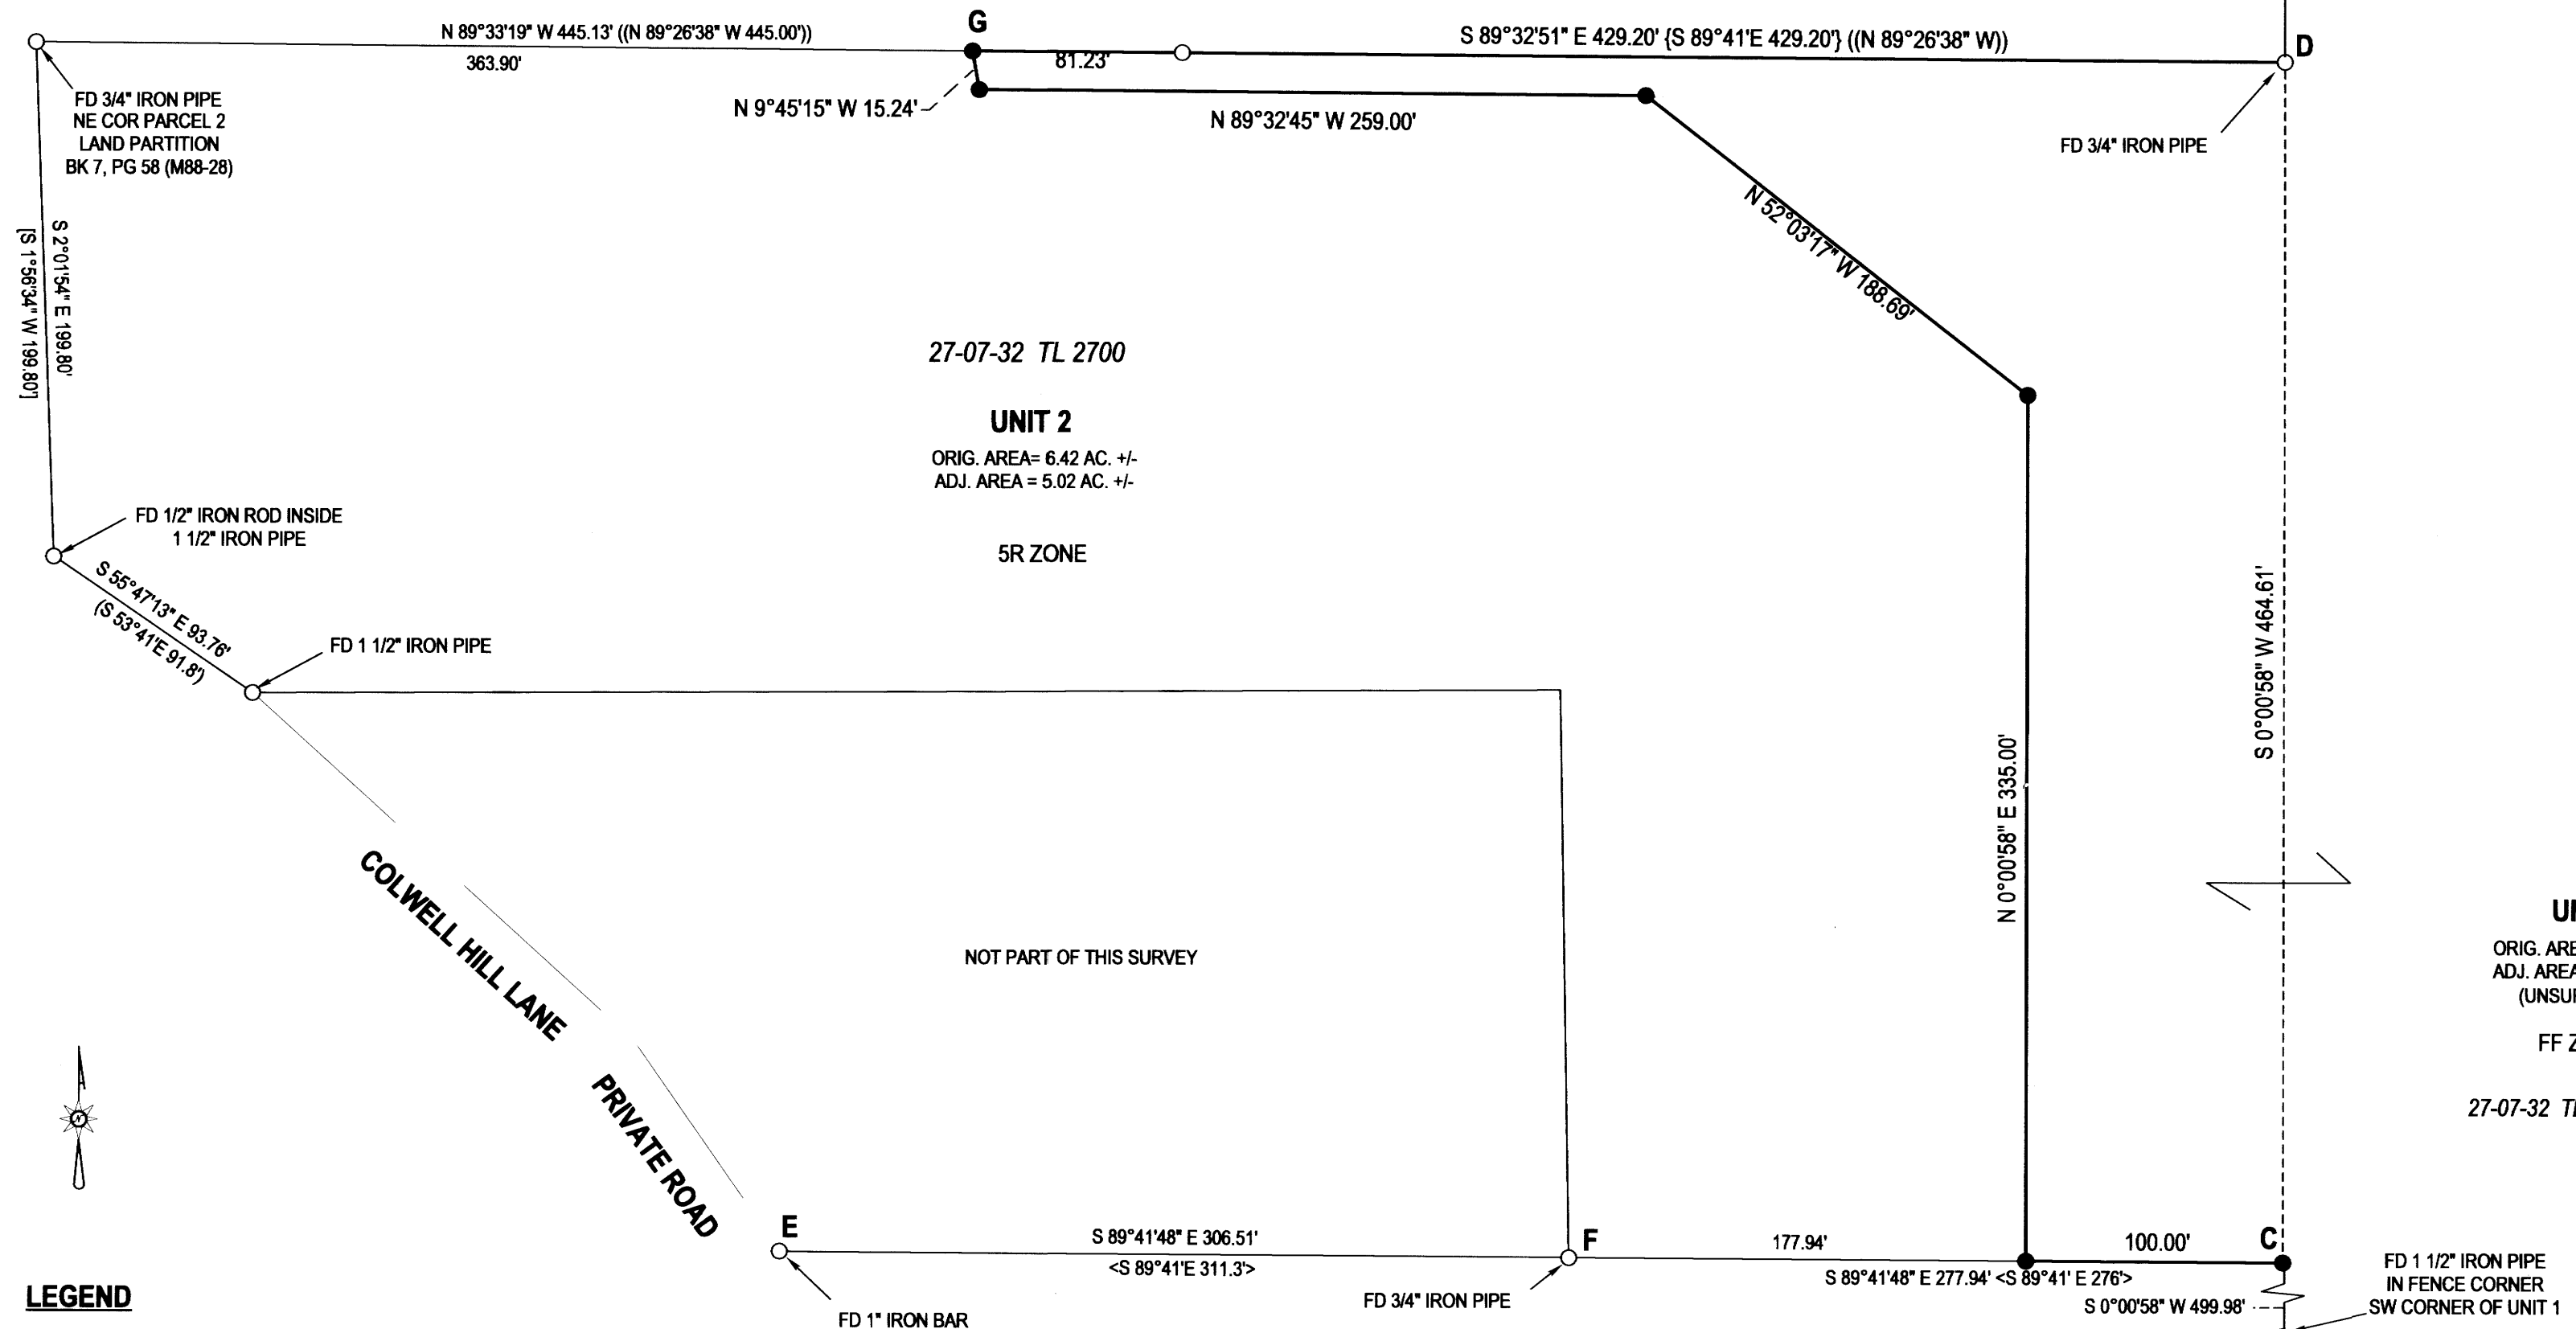 N 89°33'19" W 445.13' ((N 89°26'38" W 445.00'))
363.90'
G
81.23'
S 89°32'51" E 429.20' {S 89°41'E 429.20'} ((N 89°26'38" W))
D
FD 3/4" IRON PIPE
NE COR PARCEL 2
LAND PARTITION
BK 7, PG 58 (M88-28)
N 9°45'15" W 15.24'
N 89°32'45" W 259.00'
FD 3/4" IRON PIPE
N 52°03'17" W 188.69'
S 2°01'54" E 199.80'
[S 1°56'34" W 199.80']
27-07-32 TL 2700
UNIT 2
ORIG. AREA= 6.42 AC. +/-
ADJ. AREA = 5.02 AC. +/-
5R ZONE
FD 1/2" IRON ROD INSIDE
1 1/2" IRON PIPE
S 55°47'13" E 93.76'
(S 53°41'E 91.8')
FD 1 1/2" IRON PIPE
S 0°00'58" W 464.61'
N 0°00'58" E 335.00'
COLWELL HILL LANE
PRIVATE ROAD
NOT PART OF THIS SURVEY
ORIG. ARE
ADJ. AREA
FF
27-07-32
N
E
S 89°41'48" E 306.51'
<S 89°41'E 311.3'>
F
177.94'
100.00'
C
S 89°41'48" E 277.94' <S 89°41' E 276'>
S 0°00'58" W 499.98'
FD 1 1/2" IRON PIPE
IN FENCE CORNER
SW CORNER OF UNIT 1
FD 3/4" IRON PIPE
FD 1" IRON BAR
LEGEND